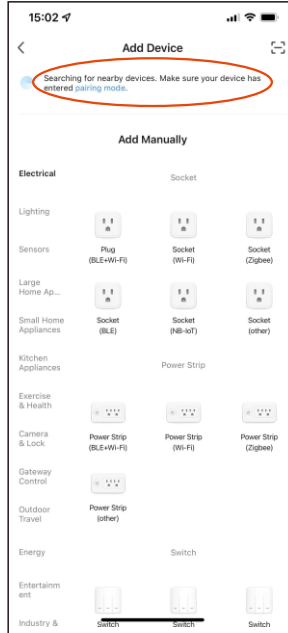 15:02
Add Device
Searching for nearby devices. Make sure your device has
entered pairing mode.
Add Manually
Electrical
Socket
Lighting
Sensors
Plug
(BLE+Wi-Fi)
Socket
(Wi-Fi)
Socket
(Zigbee)
Large
Home Ap...
Small Home
Appliances
Socket
(BLE)
Socket
(NB-IoT)
Socket
(other)
Kitchen
Appliances
Power Strip
Exercise
& Health
Camera
& Lock
Power Strip
(BLE+Wi-Fi)
Power Strip
(Wi-Fi)
Power Strip
(Zigbee)
Gateway
Control
Outdoor
Travel
Power Strip
(other)
Energy
Switch
Entertainm
ent
Industry &
Switch
Switch
Switch